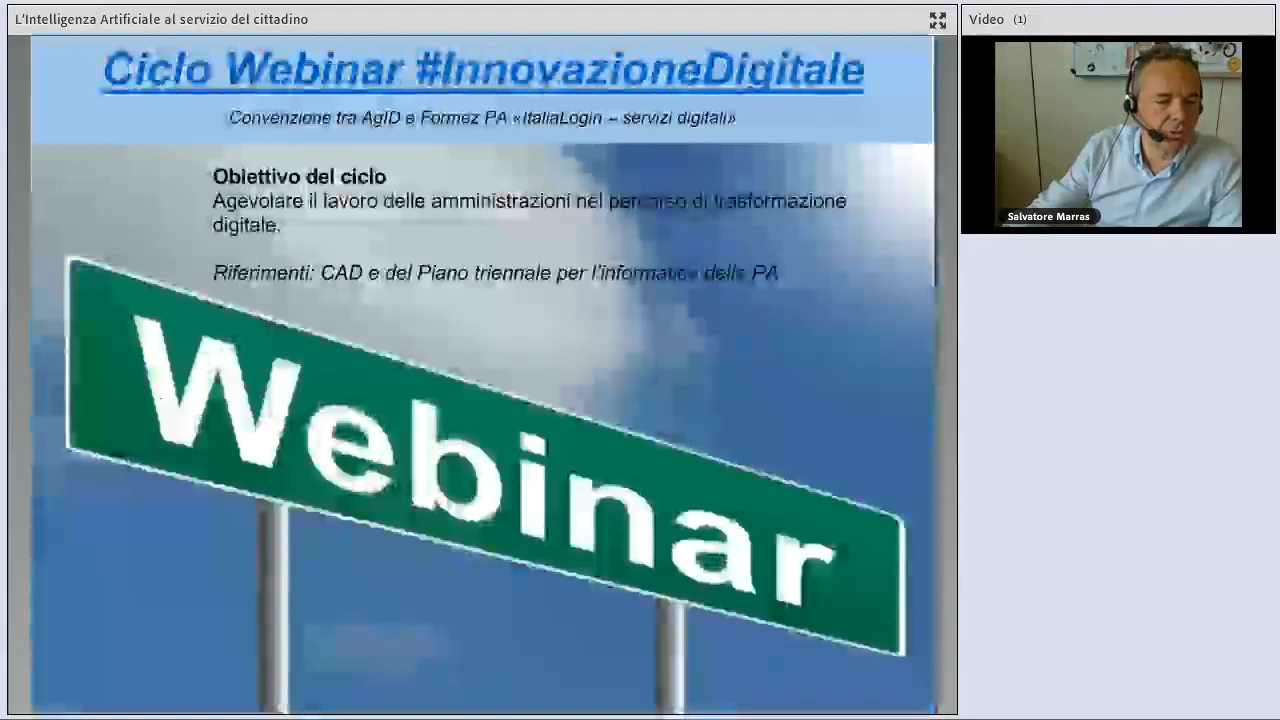 L'Intelligenza Artificiale al servizio del cittadino
Video (1)
Ciclo Webinar #InnovazioneDigitale
Convenzione tra AgID e Formez PA «ItaliaLogin – servizi digitali»
Obiettivo del ciclo
Agevolare il lavoro delle amministrazioni nel percorso di trasformazione
digitale.
Riferimenti: CAD e del Piano triennale per l'informatica della PA
Webinar
Salvatore Marras